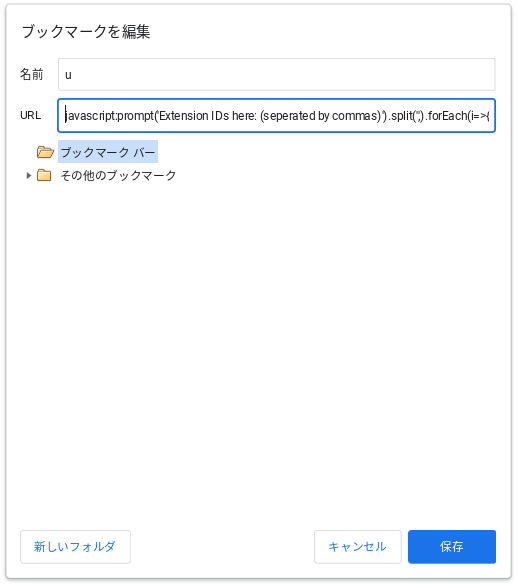 ブックマークを編集
名前 u
URL javascript:prompt('Extension IDs here: (seperated by commas)').split(',').forEach(i=>{
ブックマーク バー
その他のブックマーク
新しいフォルダ キャンセル 保存